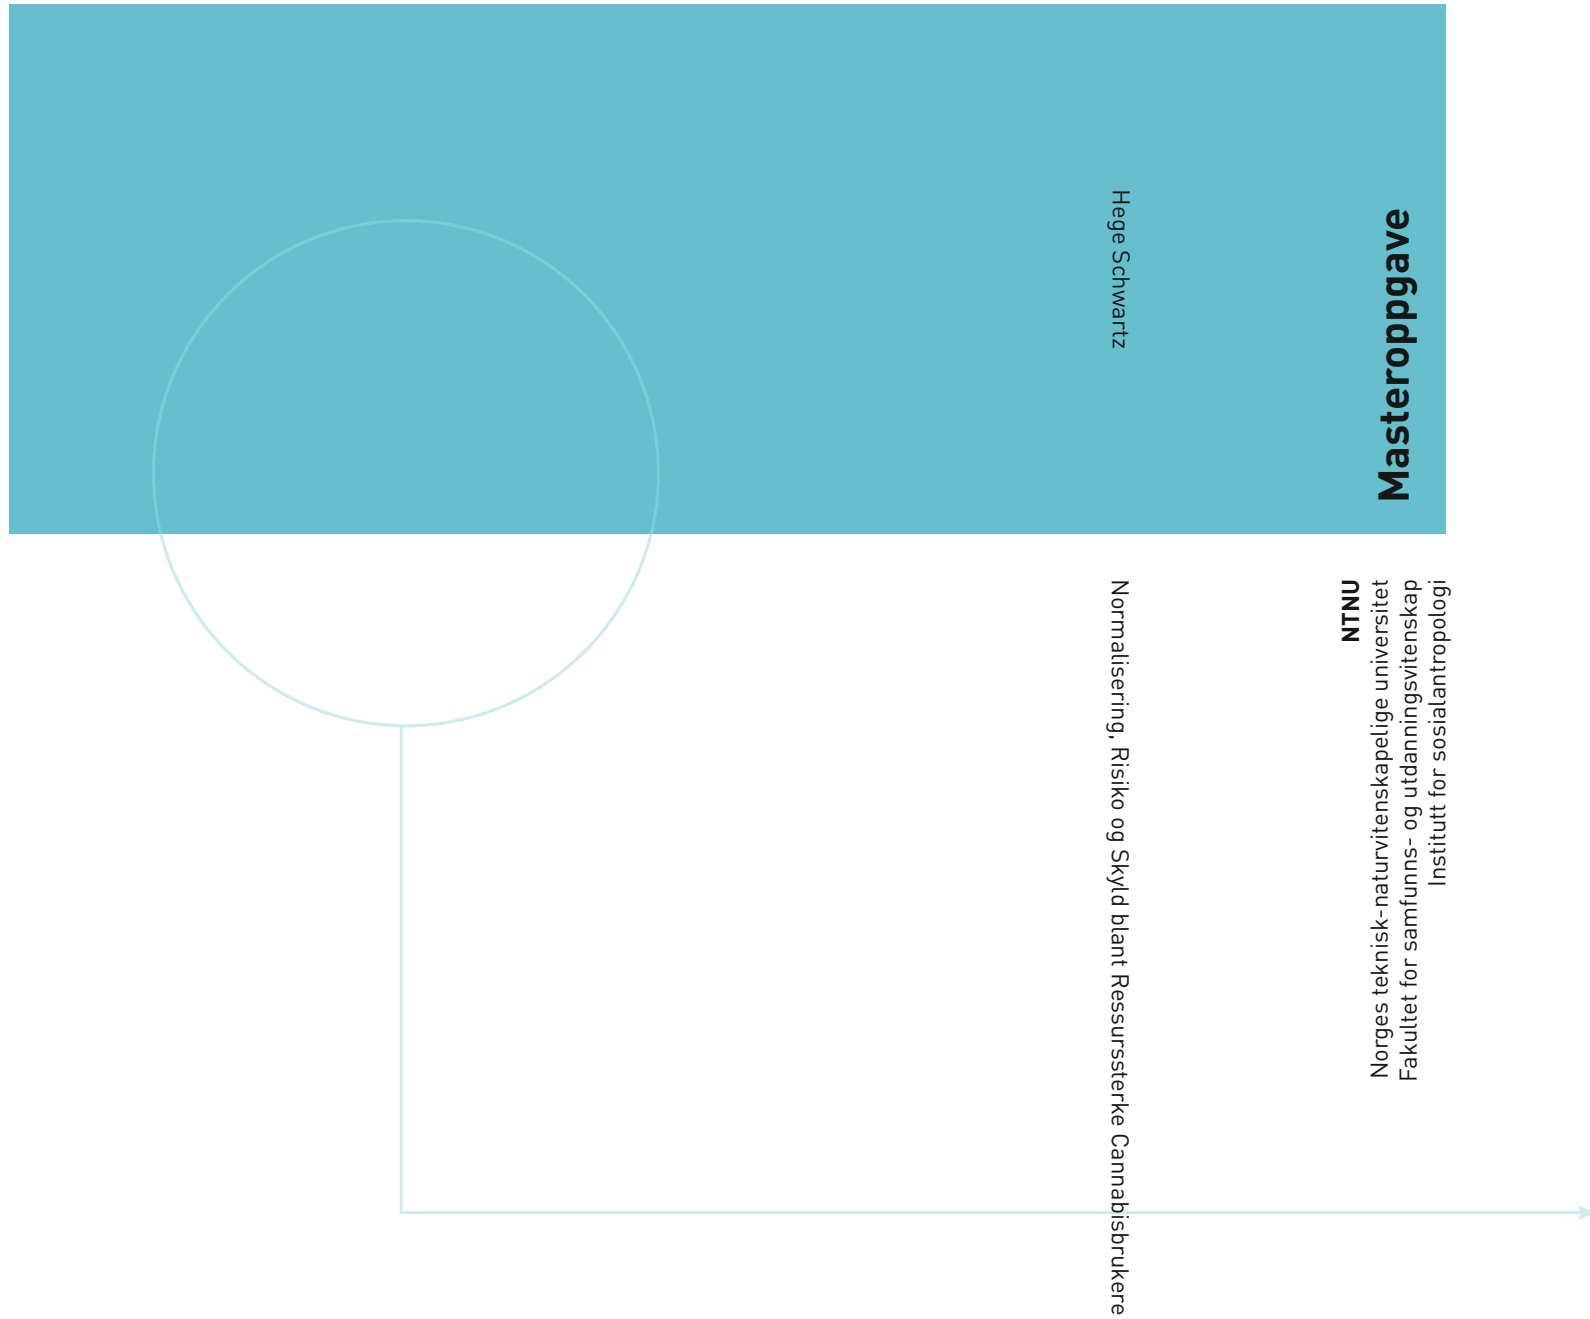 Hege Schwartz
Normalisering, Risiko og Skyld blant Ressurssterke Cannabisbrukere
Masteroppgave
NTNU
Norges teknisk-naturvitenskapelige universitet
Fakultet for samfunns- og utdanningsvitenskap
Institutt for sosialantropologi